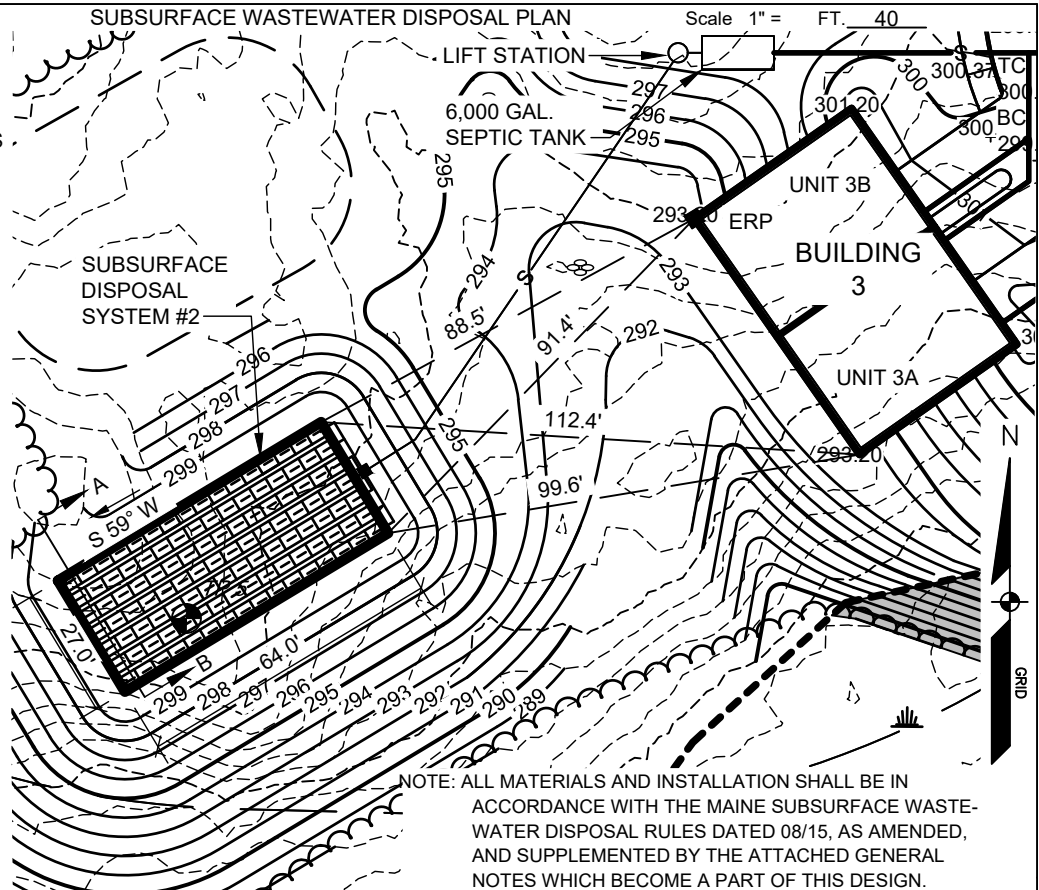 SUBSURFACE WASTEWATER DISPOSAL PLAN
Scale 1" = FT. 40
LIFT STATION
6,000 GAL.
SEPTIC TANK
S
300.37
TC
300.
BC
300
300
301.20
297
296
295
295
UNIT 3B
293.20
ERP
BUILDING
3
UNIT 3A
293.20
SUBSURFACE
DISPOSAL
SYSTEM #2
294
S
293
292
88.5'
91.4'
112.4'
99.6'
295
296
297
298
299
A
S 59° W
27.0'
64.0'
B
299
298
297
296
295
294
293
292
291
290
289
N
GRID
NOTE: ALL MATERIALS AND INSTALLATION SHALL BE IN
ACCORDANCE WITH THE MAINE SUBSURFACE WASTE-
WATER DISPOSAL RULES DATED 08/15, AS AMENDED,
AND SUPPLEMENTED BY THE ATTACHED GENERAL
NOTES WHICH BECOME A PART OF THIS DESIGN.